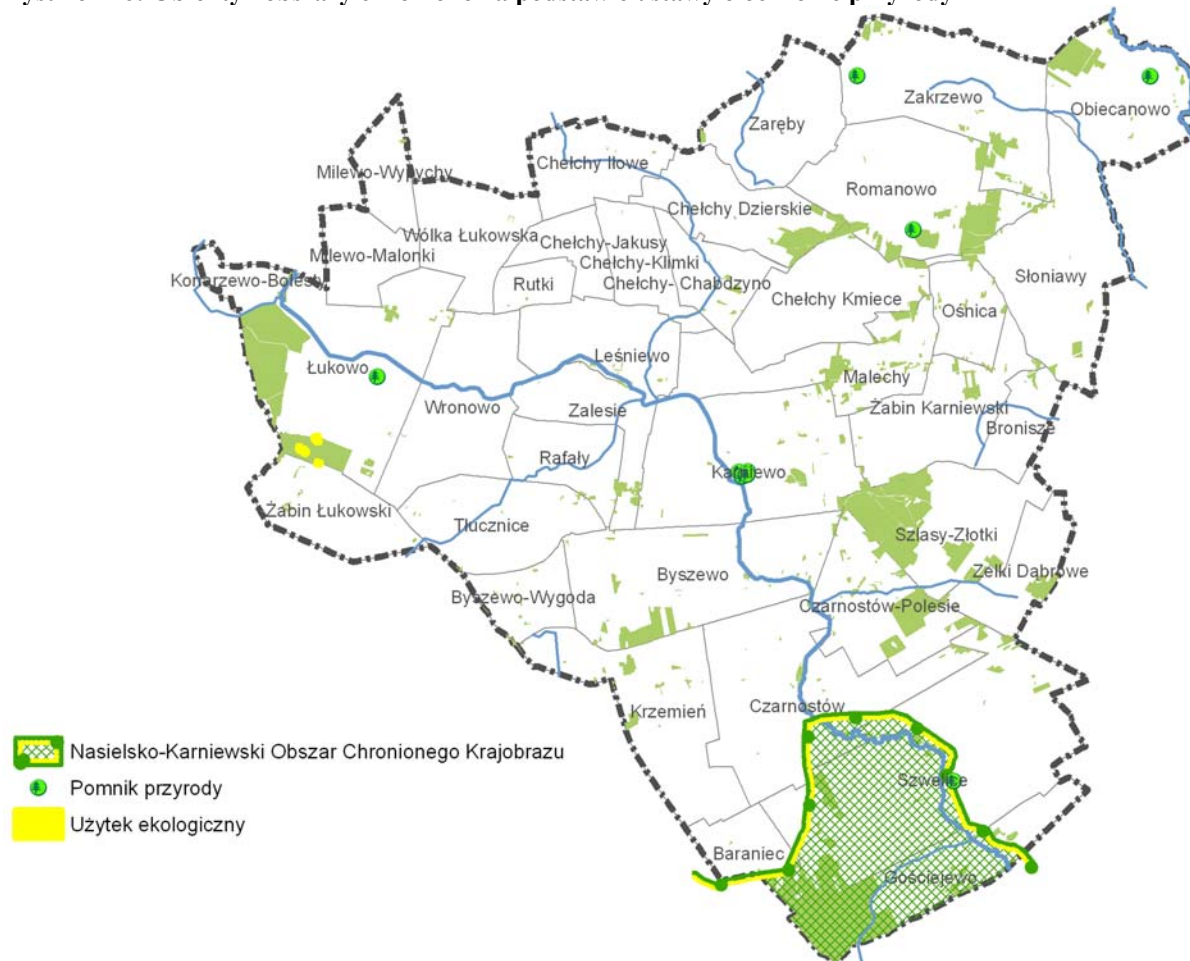 Zakrzewo
Obiecanowo
Zaręby
Chełchy Iłowe
Milewo-Wypychy
Romanowo
Chełchy Dzierskie
Wólka Łukowska
Chełchy-Jakusy
Milewo-Malonki
Chełchy-Klimki
Słoniawy
Konarzewo-Bolesty
Rutki
Chełchy- Chabdzyno
Chełchy Kmiece
Ośnica
Leśniewo
Łukowo
Malechy
Wronowo
Zalesie
Żabin Karniewski
Bronisze
Rafały
Karniewo
Żabin Łukowski
Tłucznice
Szlasy-Złotki
Byszewo
Zelki Dąbrowe
Byszewo-Wygoda
Czarnostów-Polesie
Krzemień
Czarnostów
Nasielsko-Karniewski Obszar Chronionego Krajobrazu
Szwelice
Pomnik przyrody
Użytek ekologiczny
Baraniec
Gościejewo